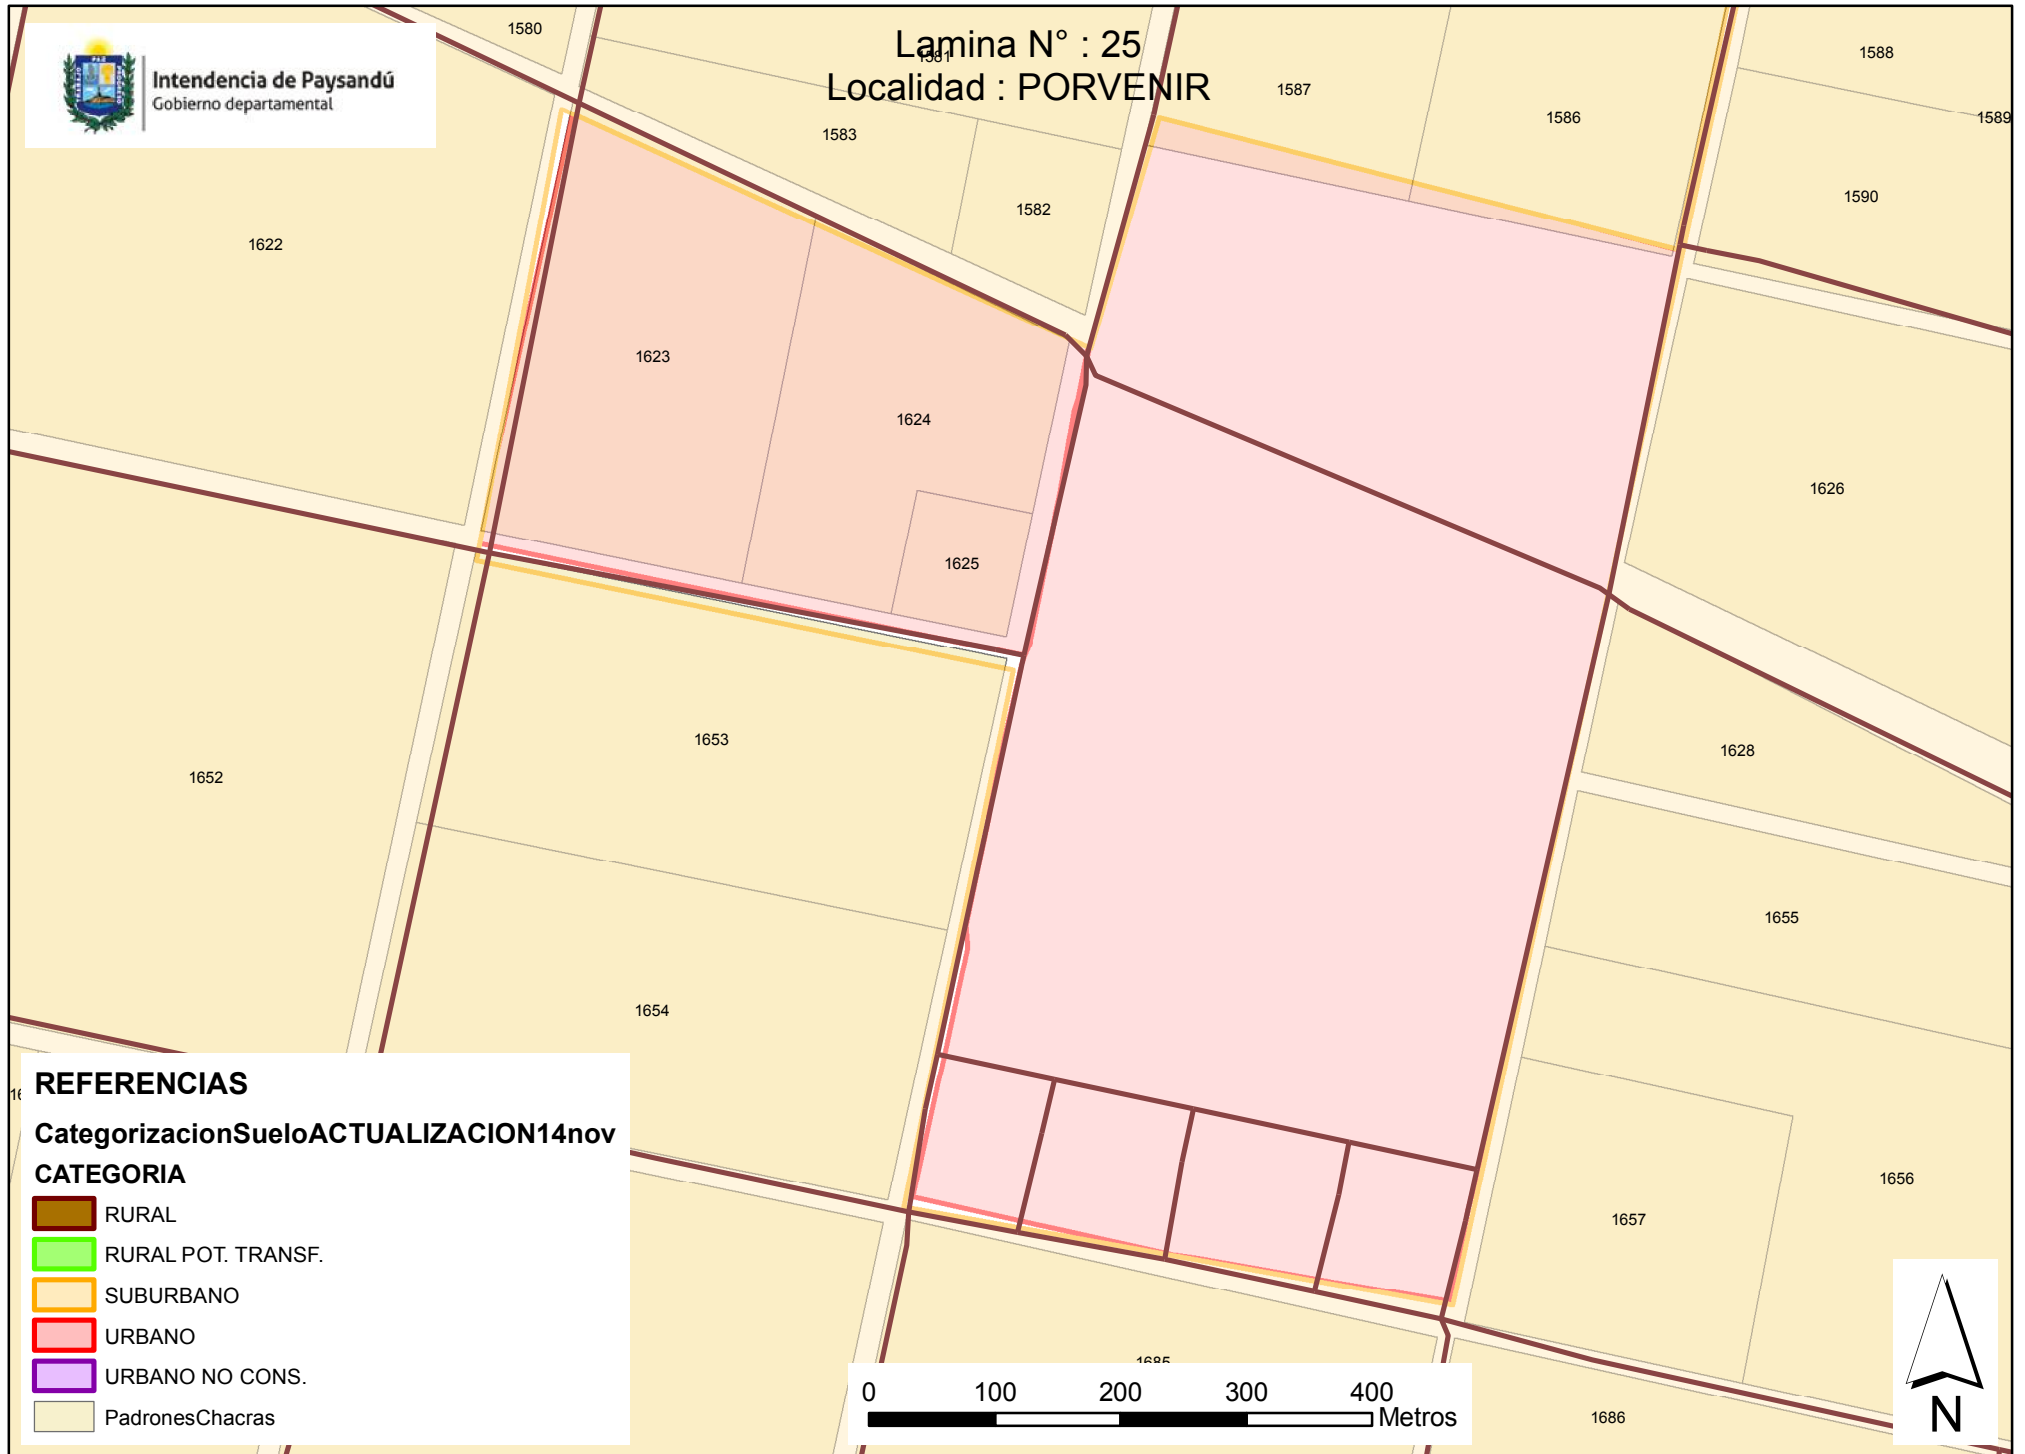 Intendencia de Paysandú
Gobierno departamental
Lamina N° : 25
Localidad : PORVENIR
1580
1581
1583
1582
1587
1586
1588
1589
1590
1622
1623
1624
1625
1626
1628
1652
1653
1654
1655
1656
1657
1685
1686
REFERENCIAS
CategorizacionSueloACTUALIZACION14nov
CATEGORIA
RURAL
RURAL POT. TRANSF.
SUBURBANO
URBANO
URBANO NO CONS.
PadronesChacras
0 100 200 300 400
Metros
N